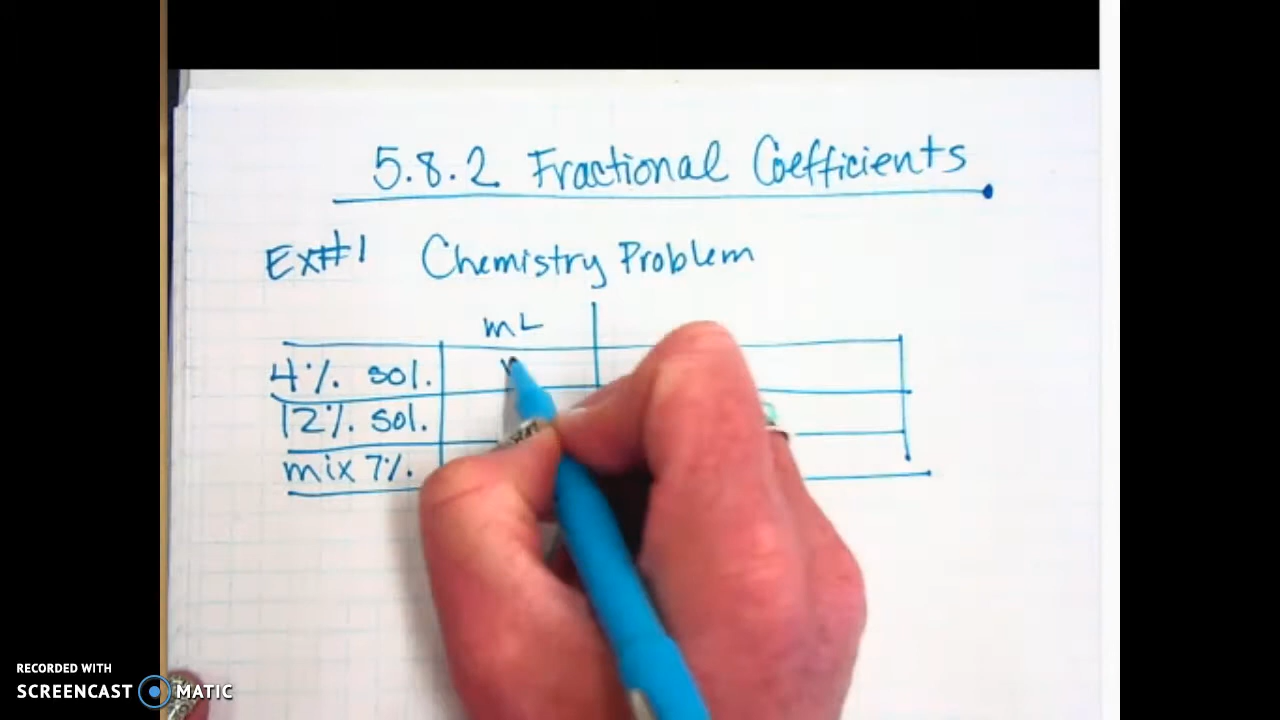 5.8.2 Fractional Coefficients
Ex#1 Chemistry Problem
mL
4% sol.
12% sol.
mix 7%.
RECORDED WITH
SCREENCAST MATIC